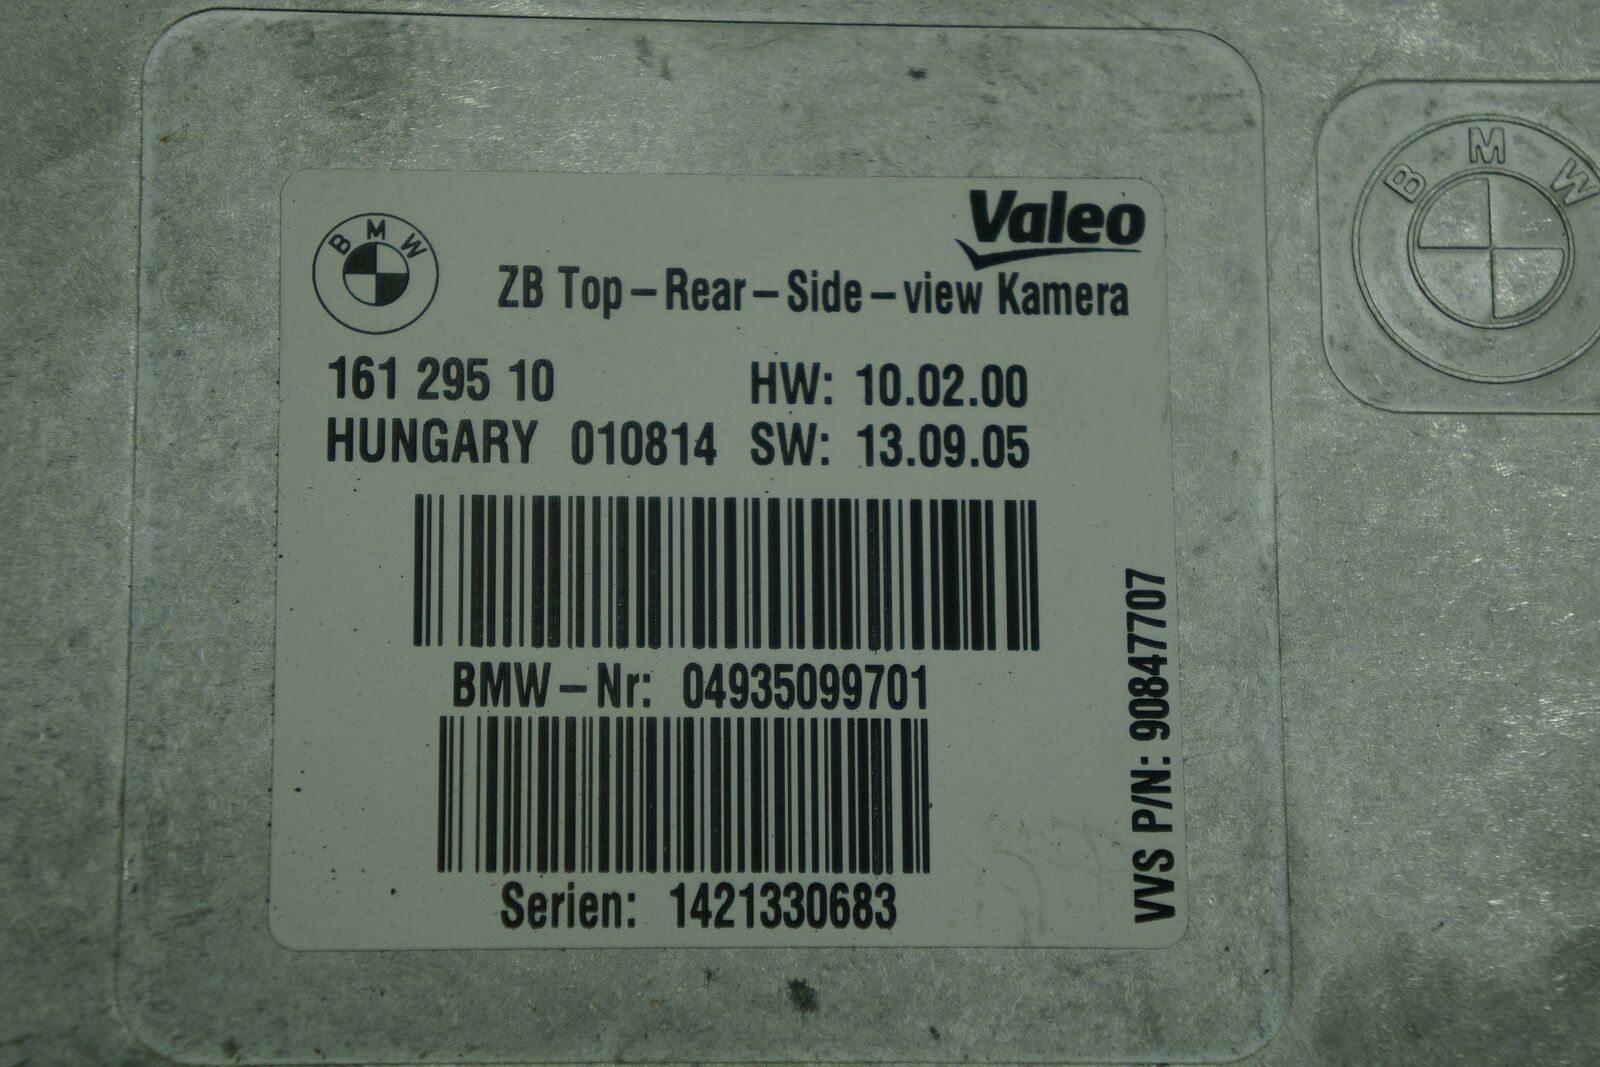 BMW
Valeo
ZB Top-Rear-Side-view Kamera
161 295 10 HW: 10.02.00
HUNGARY 010814 SW: 13.09.05
BMW-Nr: 04935099701
Serien: 1421330683
VVS P/N: 90847707
BMW